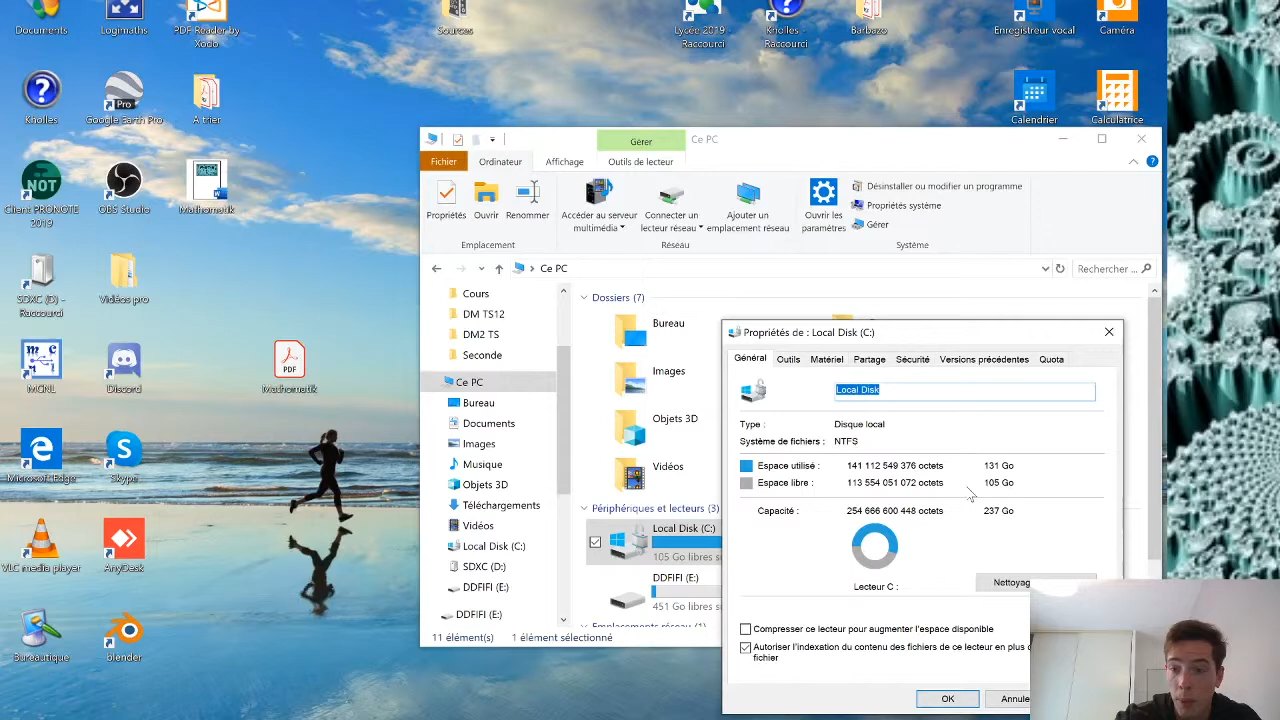 Documents
Logimaths
PDF Reader by
Xodo
Sources
Lycée 2019 -
Raccourci
Kholles -
Raccourci
Barbazo
Enregistreur vocal
Caméra
Kholles
Google Earth Pro
A trier
Calendrier
Calculatrice
Client PRONOTE
2019
OBS Studio
Mathomatik
SDXC (D) -
Raccourci
Vidéos pro
MCNL
Discord
Mathomatik
Microsoft Edge
Skype
VLC media player
AnyDesk
Bureautique
blender
Gérer
Ce PC
Fichier
Ordinateur
Affichage
Outils de lecteur
Propriétés
Ouvrir
Renommer
Accéder au serveur
multimédia
Connecter un
lecteur réseau
Ajouter un
emplacement réseau
Ouvrir les
paramètres
Désinstaller ou modifier un programme
Propriétés système
Gérer
Emplacement
Réseau
Système
Ce PC
Rechercher ...
Cours
DM TS12
DM2 TS
Seconde
Ce PC
Bureau
Documents
Images
Musique
Objets 3D
Téléchargements
Vidéos
Local Disk (C:)
SDXC (D:)
DDFIFI (E:)
DDFIFI (E:)
Dossiers (7)
Bureau
Images
Objets 3D
Vidéos
Périphériques et lecteurs (3)
Local Disk (C:)
105 Go libres s
DDFIFI (E:)
451 Go libres s
Emplacements réseau (1)
11 élément(s)
1 élément sélectionné
Propriétés de : Local Disk (C:)
Général
Outils
Matériel
Partage
Sécurité
Versions précédentes
Quota
Local Disk
Type :
Disque local
Système de fichiers :
NTFS
Espace utilisé :
141 112 549 376 octets
131 Go
Espace libre :
113 554 051 072 octets
105 Go
Capacité :
254 666 600 448 octets
237 Go
Lecteur C :
Nettoyag
Compresser ce lecteur pour augmenter l'espace disponible
Autoriser l'indexation du contenu des fichiers de ce lecteur en plus d
fichier
OK
Annule
NOT
Pro
PDF
m c
n l